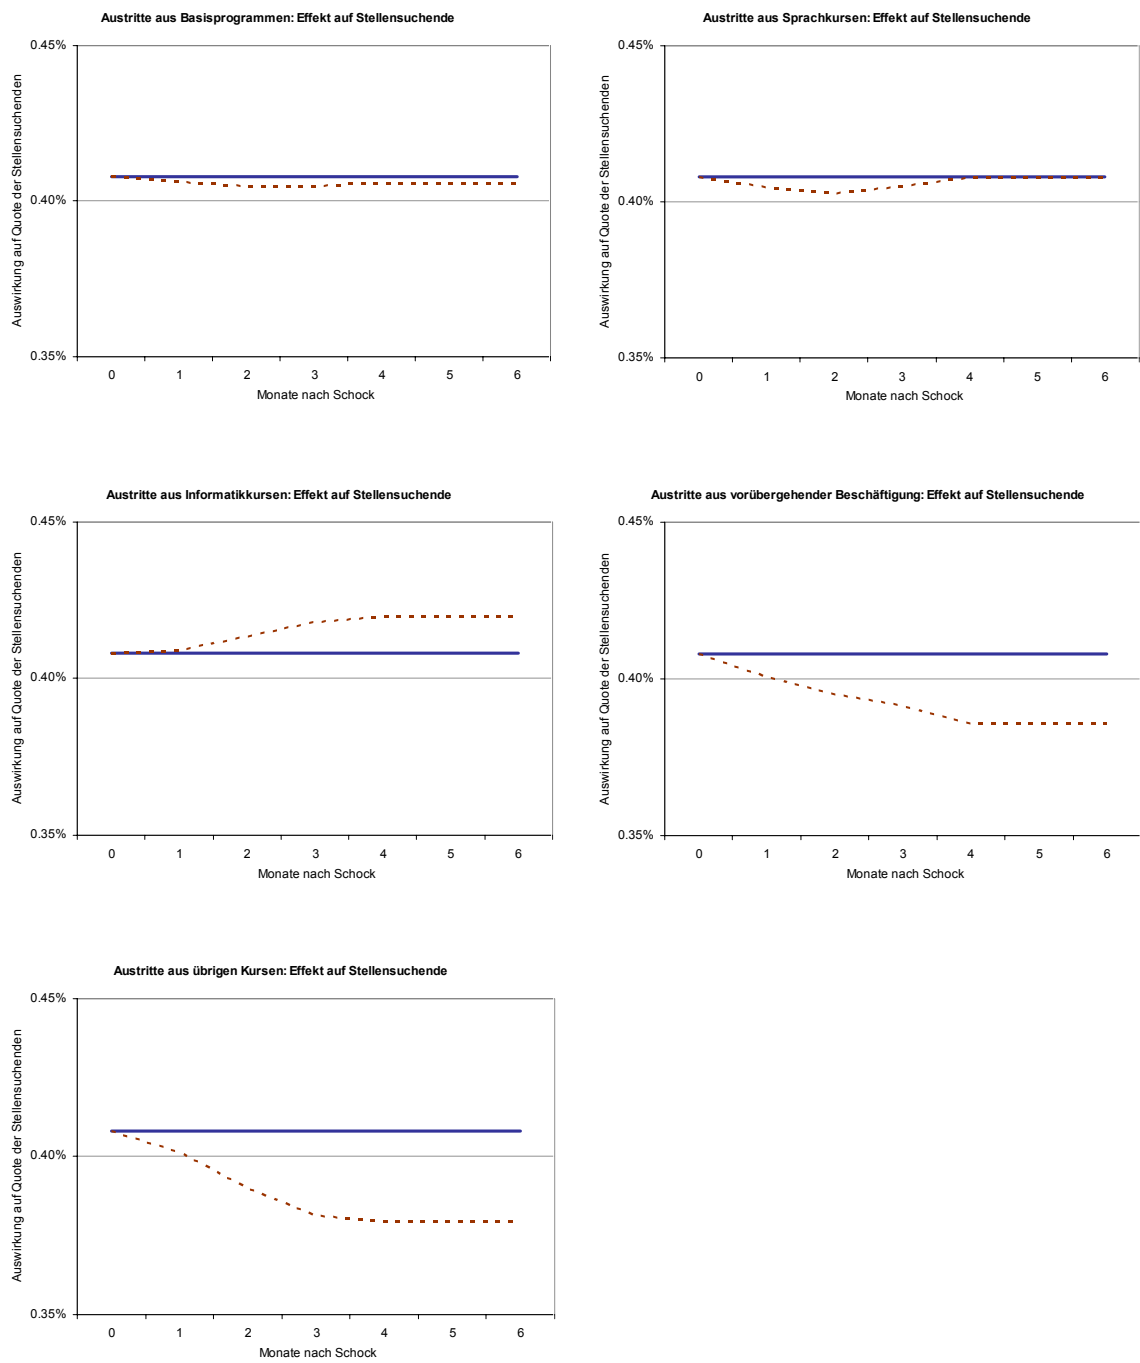 Austritte aus Basisprogrammen: Effekt auf Stellensuchende
Auswirkung auf Quote der Stellensuchenden
0.45%
0.40%
0.35%
0 1 2 3 4 5 6
Monate nach Schock
Austritte aus Sprachkursen: Effekt auf Stellensuchende
Auswirkung auf Quote der Stellensuchenden
0.45%
0.40%
0.35%
0 1 2 3 4 5 6
Monate nach Schock
Austritte aus Informatikkursen: Effekt auf Stellensuchende
Auswirkung auf Quote der Stellensuchenden
0.45%
0.40%
0.35%
0 1 2 3 4 5 6
Monate nach Schock
Austritte aus vorübergehender Beschäftigung: Effekt auf Stellensuchende
Auswirkung auf Quote der Stellensuchenden
0.45%
0.40%
0.35%
0 1 2 3 4 5 6
Monate nach Schock
Austritte aus übrigen Kursen: Effekt auf Stellensuchende
Auswirkung auf Quote der Stellensuchenden
0.45%
0.40%
0.35%
0 1 2 3 4 5 6
Monate nach Schock